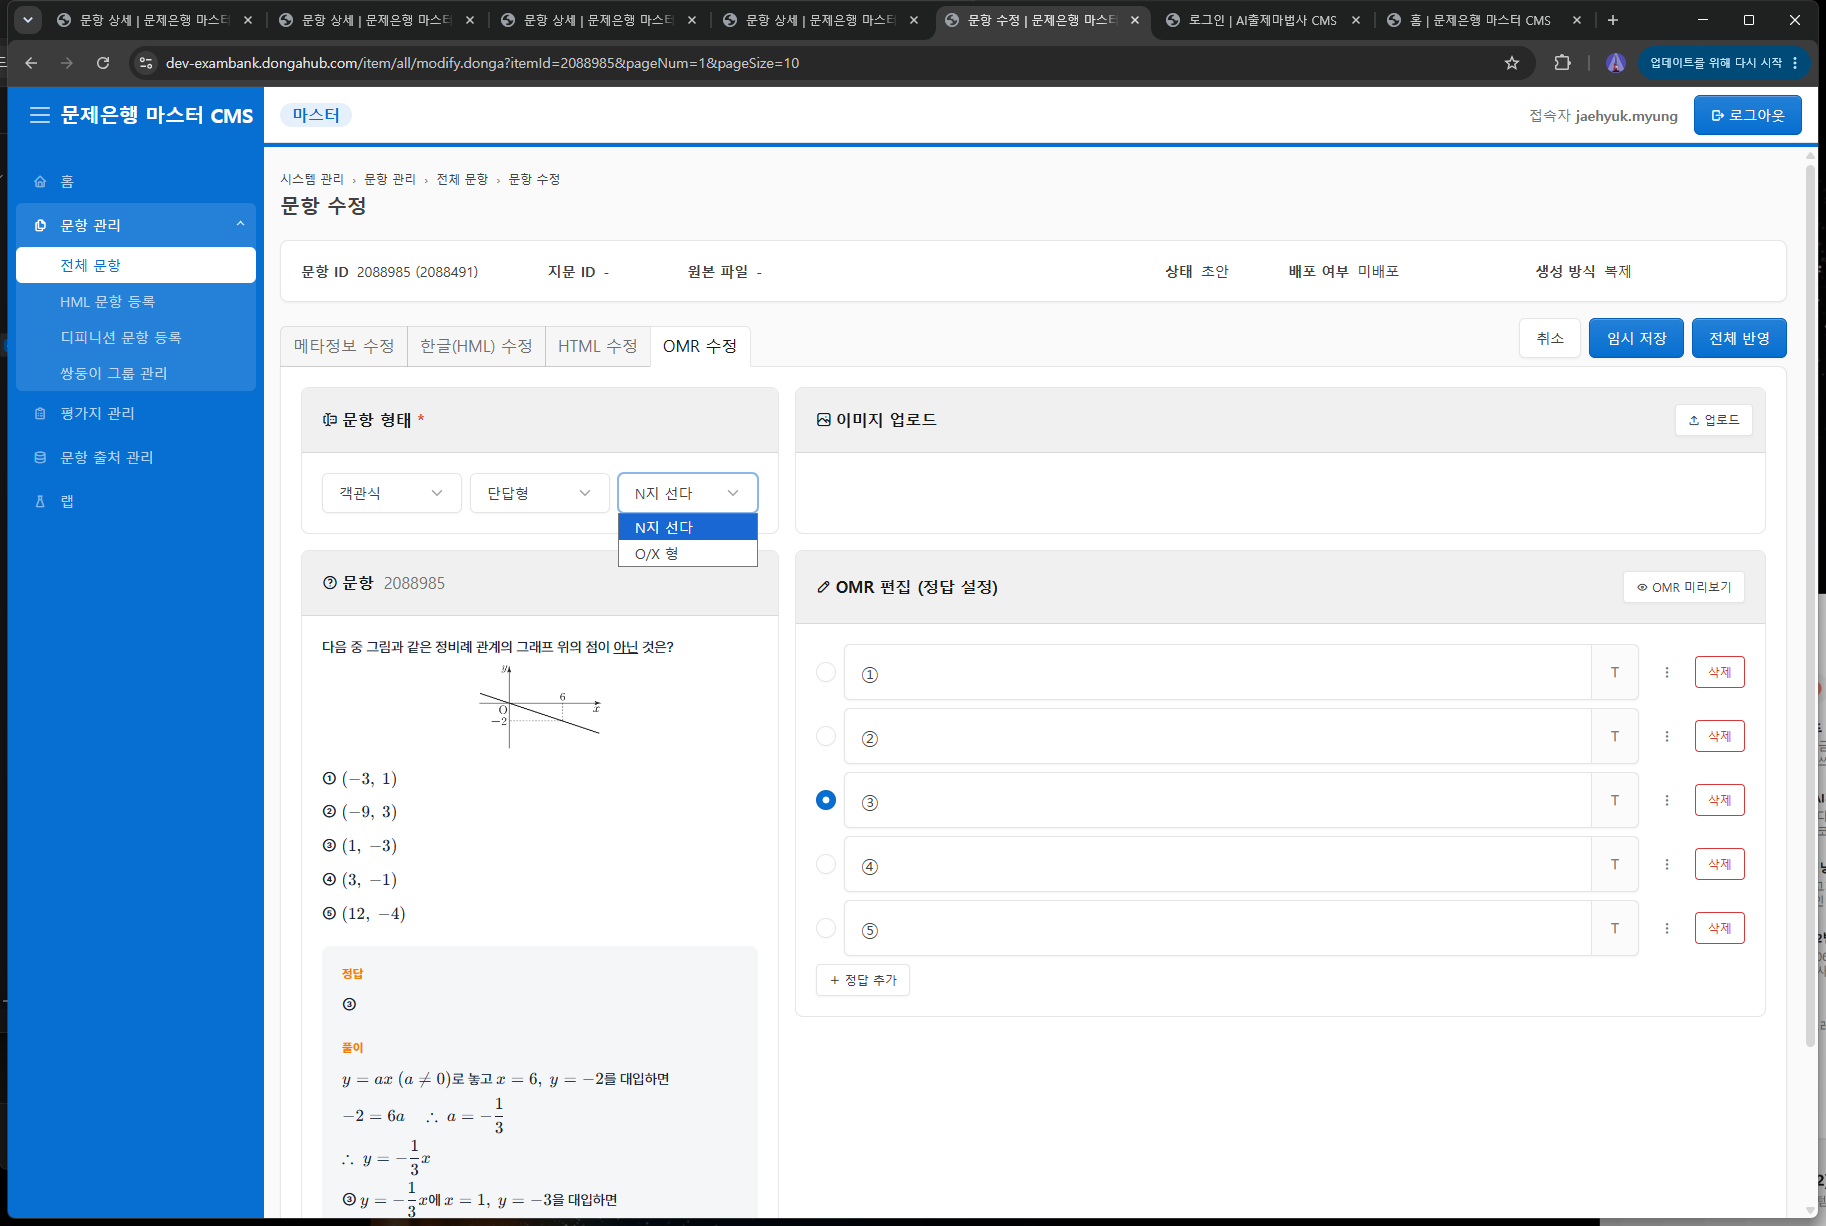 문항 상세 | 문제은행 마스터
문항 상세 | 문제은행 마스터
문항 상세 | 문제은행 마스터
문항 상세 | 문제은행 마스터
문항 수정 | 문제은행 마스터
로그인 | AI출제마법사 CMS
홈 | 문제은행 마스터 CMS
dev-exambank.dongahub.com/item/all/modify.donga?itemId=2088985&pageNum=1&pageSize=10
업데이트를 위해 다시 시작
문제은행 마스터 CMS
마스터
접속자 jaehyuk.myung
로그아웃
홈
문항 관리
전체 문항
HML 문항 등록
디피니션 문항 등록
쌍둥이 그룹 관리
평가지 관리
문항 출처 관리
랩
시스템 관리 › 문항 관리 › 전체 문항 › 문항 수정
문항 수정
문항 ID 2088985 (2088491)
지문 ID -
원본 파일 -
상태 초안
배포 여부 미배포
생성 방식 복제
메타정보 수정
한글(HML) 수정
HTML 수정
OMR 수정
취소
임시 저장
전체 반영
문항 형태 *
객관식
단답형
N지 선다
N지 선다
O/X 형
이미지 업로드
업로드
문항 2088985
다음 중 그림과 같은 정비례 관계의 그래프 위의 점이 아닌 것은?
y
6
O
x
−2
① (−3, 1)
② (−9, 3)
③ (1, −3)
④ (3, −1)
⑤ (12, −4)
정답
③
풀이
y = ax (a ≠ 0)로 놓고 x = 6, y = −2를 대입하면
−2 = 6a ∴ a = −1/3
∴ y = −1/3x
③ y = −1/3x에 x = 1, y = −3을 대입하면
OMR 편집 (정답 설정)
OMR 미리보기
① T ⋮ 삭제
② T ⋮ 삭제
③ T ⋮ 삭제
④ T ⋮ 삭제
⑤ T ⋮ 삭제
+ 정답 추가